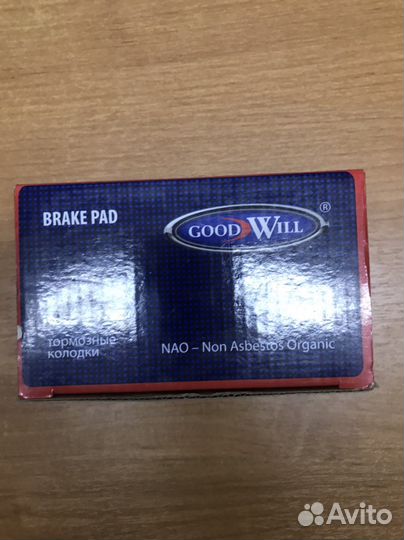 BRAKE PAD
GOOD WILL ®
тормозные
колодки
NAO – Non Asbestos Organic
Avito